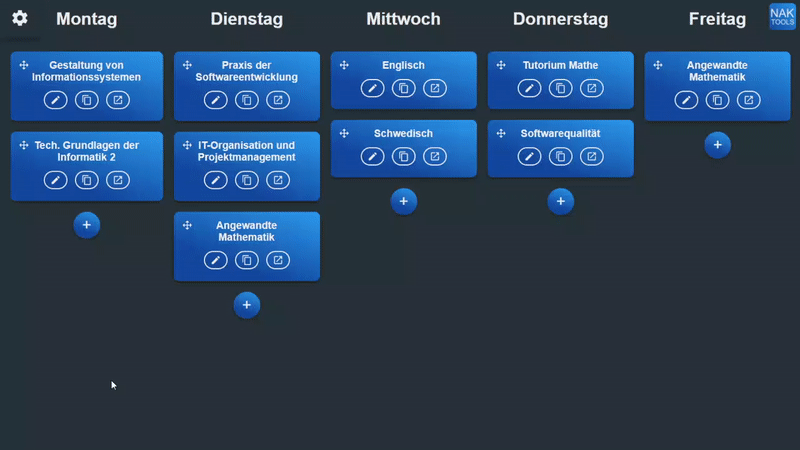 Montag
Dienstag
Mittwoch
Donnerstag
Freitag
NAK
TOOLS
Gestaltung von
Informationssystemen
Tech. Grundlagen der
Informatik 2
Praxis der
Softwareentwicklung
IT-Organisation und
Projektmanagement
Angewandte
Mathematik
Englisch
Schwedisch
Tutorium Mathe
Softwarequalität
Angewandte
Mathematik